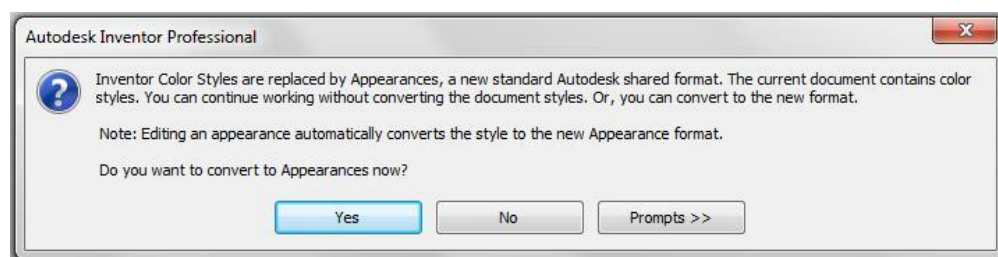 Autodesk Inventor Professional
Inventor Color Styles are replaced by Appearances, a new standard Autodesk shared format. The current document contains color
styles. You can continue working without converting the document styles. Or, you can convert to the new format.
Note: Editing an appearance automatically converts the style to the new Appearance format.
Do you want to convert to Appearances now?
Yes No Prompts >>